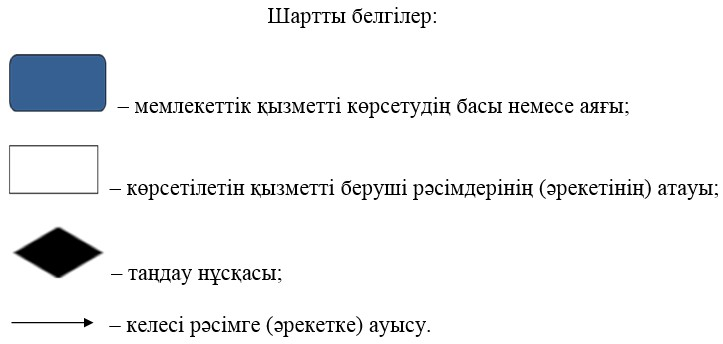 Шартты белгілер:
– мемлекеттік қызметті көрсетудің басы немесе аяғы;
– көрсетілетін қызметті беруші рәсімдерінің (әрекетінің) атауы;
– таңдау нұсқасы;
– келесі рәсімге (әрекетке) ауысу.